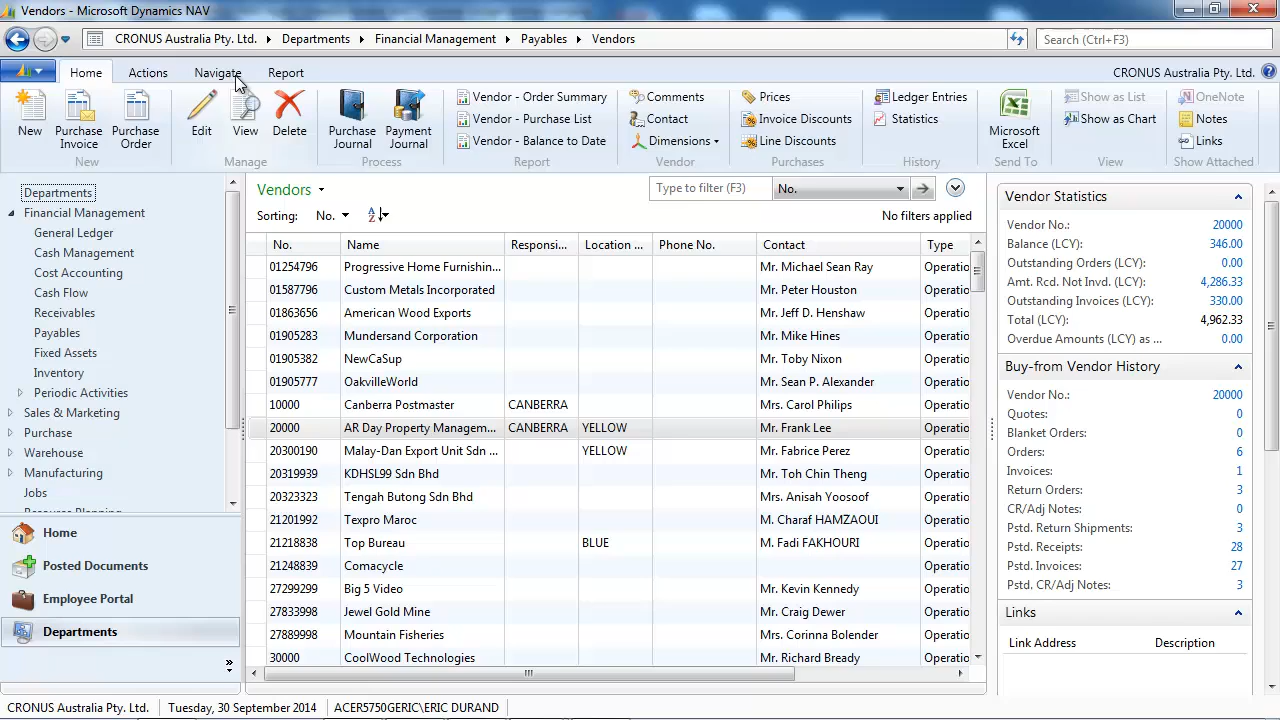 Vendors - Microsoft Dynamics NAV
CRONUS Australia Pty. Ltd. Departments Financial Management Payables Vendors Search (Ctrl+F3)
Home Actions Navigate Report CRONUS Australia Pty. Ltd.
New Purchase Invoice Purchase Order
New
Edit View Delete
Manage
Purchase Journal Payment Journal
Process
Vendor - Order Summary
Vendor - Purchase List
Vendor - Balance to Date
Report
Comments
Contact
Dimensions
Vendor
Prices
Invoice Discounts
Line Discounts
Purchases
Ledger Entries
Statistics
History
Microsoft Excel
Send To
Show as List
Show as Chart
View
OneNote
Notes
Links
Show Attached
Departments
Financial Management
General Ledger
Cash Management
Cost Accounting
Cash Flow
Receivables
Payables
Fixed Assets
Inventory
Periodic Activities
Sales & Marketing
Purchase
Warehouse
Manufacturing
Jobs
Resource Planning
Home
Posted Documents
Employee Portal
Departments
Vendors Type to filter (F3) No.
Sorting: No. No filters applied
No. Name Responsi... Location ... Phone No. Contact Type
01254796 Progressive Home Furnishin... Mr. Michael Sean Ray Operatio
01587796 Custom Metals Incorporated Mr. Peter Houston Operatio
01863656 American Wood Exports Mr. Jeff D. Henshaw Operatio
01905283 Mundersand Corporation Mr. Mike Hines Operatio
01905382 NewCaSup Mr. Toby Nixon Operatio
01905777 OakvilleWorld Mr. Sean P. Alexander Operatio
10000 Canberra Postmaster CANBERRA Mrs. Carol Philips Operatio
20000 AR Day Property Managem... CANBERRA YELLOW Mr. Frank Lee Operatio
20300190 Malay-Dan Export Unit Sdn ... YELLOW Mr. Fabrice Perez Operatio
20319939 KDHSL99 Sdn Bhd Mr. Toh Chin Theng Operatio
20323323 Tengah Butong Sdn Bhd Mrs. Anisah Yoosoof Operatio
21201992 Texpro Maroc M. Charaf HAMZAOUI Operatio
21218838 Top Bureau BLUE M. Fadi FAKHOURI Operatio
21248839 Comacycle Operatio
27299299 Big 5 Video Mr. Kevin Kennedy Operatio
27833998 Jewel Gold Mine Mr. Craig Dewer Operatio
27889998 Mountain Fisheries Mrs. Corinna Bolender Operatio
30000 CoolWood Technologies Mr. Richard Bready Operatio
Vendor Statistics
Vendor No.: 20000
Balance (LCY): 346.00
Outstanding Orders (LCY): 0.00
Amt. Rcd. Not Invd. (LCY): 4,286.33
Outstanding Invoices (LCY): 330.00
Total (LCY): 4,962.33
Overdue Amounts (LCY) as ... 0.00
Buy-from Vendor History
Vendor No.: 20000
Quotes: 0
Blanket Orders: 0
Orders: 6
Invoices: 1
Return Orders: 3
CR/Adj Notes: 0
Pstd. Return Shipments: 3
Pstd. Receipts: 28
Pstd. Invoices: 27
Pstd. CR/Adj Notes: 3
Links
Link Address Description
CRONUS Australia Pty. Ltd. Tuesday, 30 September 2014 ACER5750GERIC\ERIC DURAND